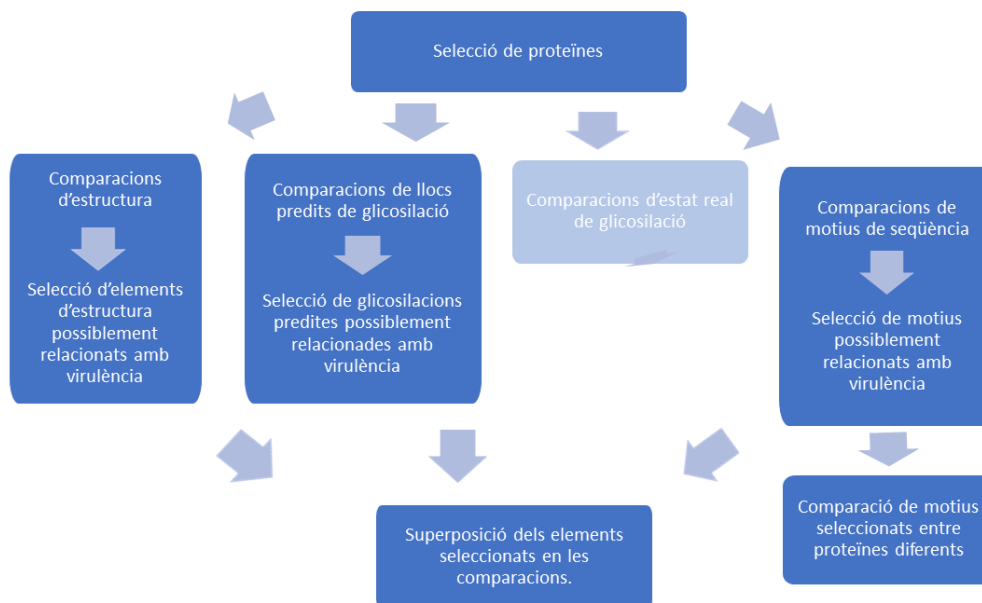 Selecció de proteïnes
Comparacions
d'estructura
Selecció d'elements
d'estructura
possiblement
relacionats amb
virulència
Comparacions de llocs
predits de glicosilació
Selecció de glicosilacions
predites possiblement
relacionades amb
virulència
Comparacions d'estat real
de glicosilació
Comparacions de
motius de seqüència
Selecció de motius
possiblement
relacionats amb
virulència
Superposició dels elements
seleccionats en les
comparacions.
Comparació de motius
seleccionats entre
proteïnes diferents